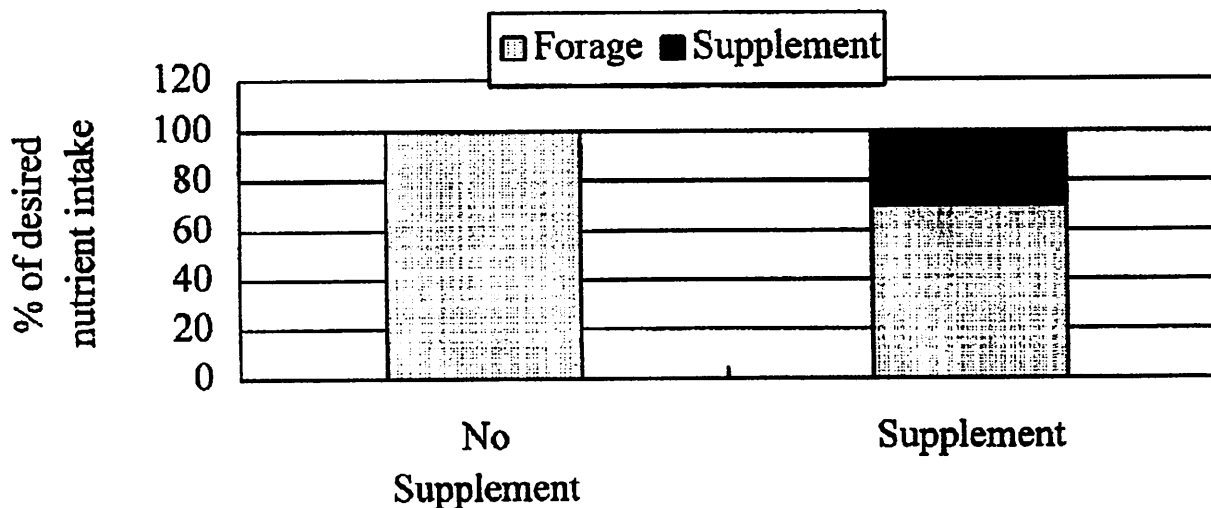 Forage Supplement
120
100
80
60
40
20
0
% of desired
nutrient intake
No
Supplement
Supplement